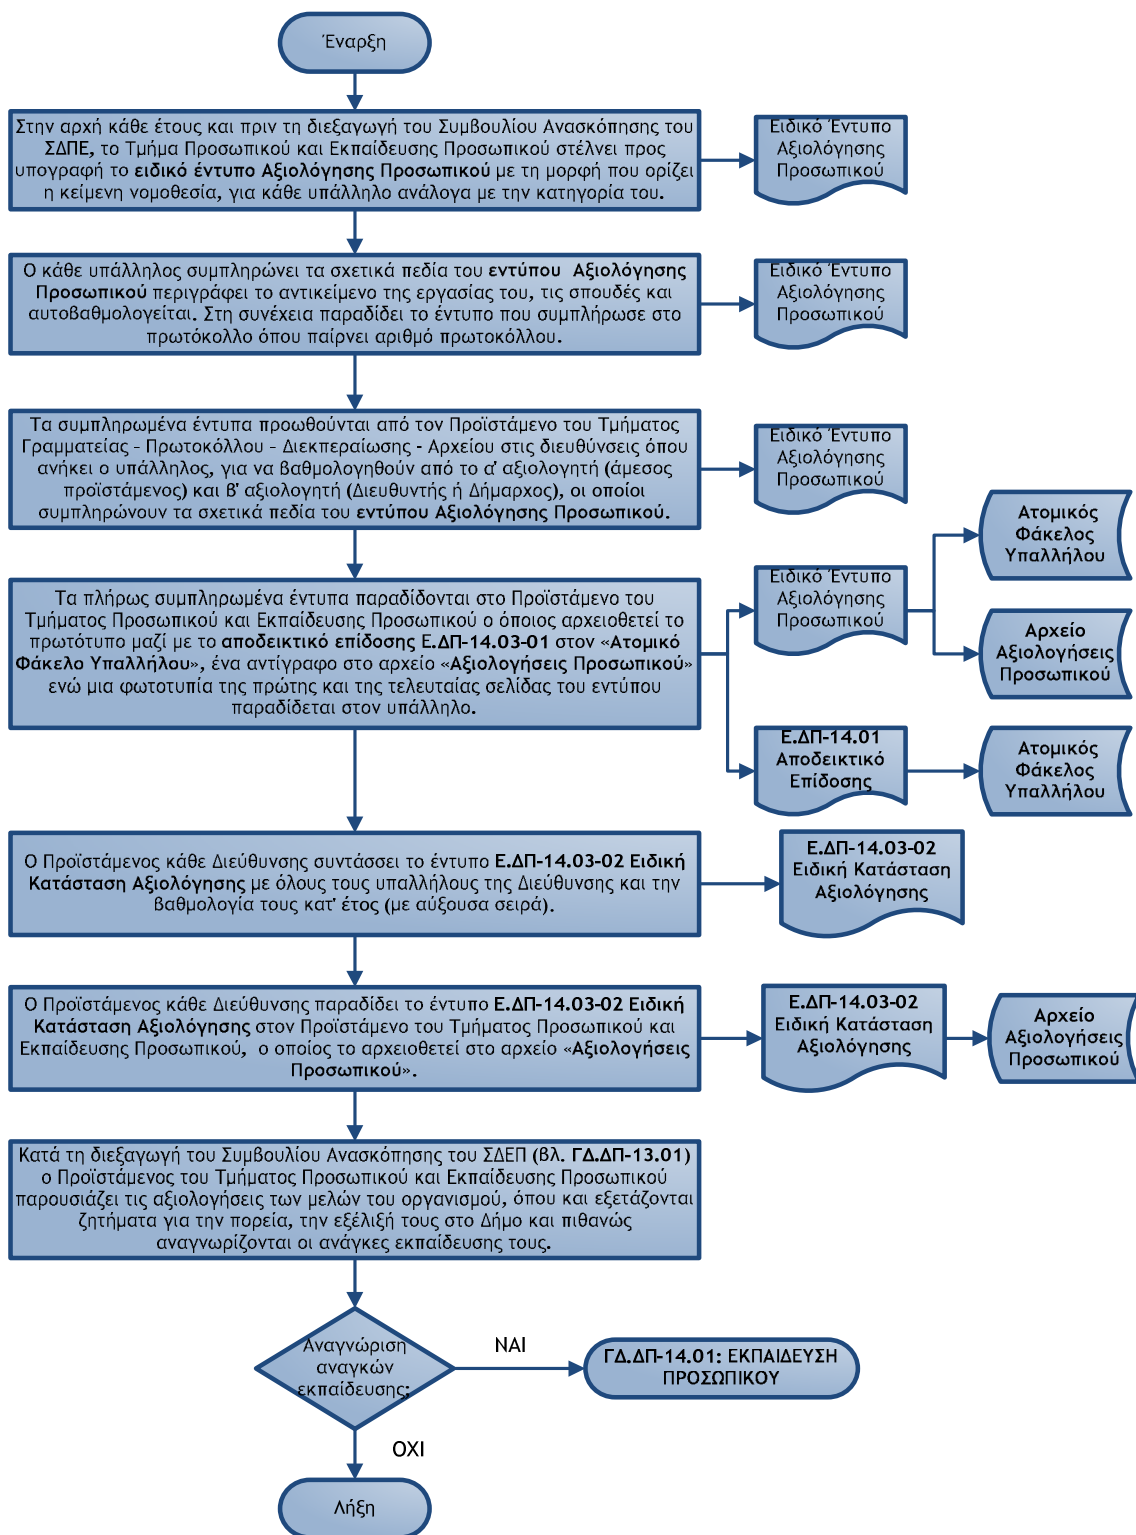 Έναρξη
Στην αρχή κάθε έτους και πριν τη διεξαγωγή του Συμβουλίου Ανασκόπησης του
ΣΔΠΕ, το Τμήμα Προσωπικού και Εκπαίδευσης Προσωπικού στέλνει προς
υπογραφή το ειδικό έντυπο Αξιολόγησης Προσωπικού με τη μορφή που ορίζει
η κείμενη νομοθεσία, για κάθε υπάλληλο ανάλογα με την κατηγορία του.
Ειδικό Έντυπο
Αξιολόγησης
Προσωπικού
Ο κάθε υπάλληλος συμπληρώνει τα σχετικά πεδία του εντύπου Αξιολόγησης
Προσωπικού περιγράφει το αντικείμενο της εργασίας του, τις σπουδές και
αυτοβαθμολογείται. Στη συνέχεια παραδίδει το έντυπο που συμπλήρωσε στο
πρωτόκολλο όπου παίρνει αριθμό πρωτοκόλλου.
Ειδικό Έντυπο
Αξιολόγησης
Προσωπικού
Τα συμπληρωμένα έντυπα προωθούνται από τον Προϊστάμενο του Τμήματος
Γραμματείας - Πρωτοκόλλου - Διεκπεραίωσης - Αρχείου στις διευθύνσεις όπου
ανήκει ο υπάλληλος, για να βαθμολογηθούν από το α' αξιολογητή (άμεσος
προϊστάμενος) και β' αξιολογητή (Διευθυντής ή Δήμαρχος), οι οποίοι
συμπληρώνουν τα σχετικά πεδία του εντύπου Αξιολόγησης Προσωπικού.
Ειδικό Έντυπο
Αξιολόγησης
Προσωπικού
Τα πλήρως συμπληρωμένα έντυπα παραδίδονται στο Προϊστάμενο του
Τμήματος Προσωπικού και Εκπαίδευσης Προσωπικού ο όποιος αρχειοθετεί το
πρωτότυπο μαζί με το αποδεικτικό επίδοσης Ε.ΔΠ-14.03-01 στον «Ατομικό
Φάκελο Υπαλλήλου», ένα αντίγραφο στο αρχείο «Αξιολογήσεις Προσωπικού»
ενώ μια φωτοτυπία της πρώτης και της τελευταίας σελίδας του εντύπου
παραδίδεται στον υπάλληλο.
Ειδικό Έντυπο
Αξιολόγησης
Προσωπικού
Ατομικός
Φάκελος
Υπαλλήλου
Αρχείο
Αξιολογήσεις
Προσωπικού
Ε.ΔΠ-14.01
Αποδεικτικό
Επίδοσης
Ατομικός
Φάκελος
Υπαλλήλου
Ο Προϊστάμενος κάθε Διεύθυνσης συντάσσει το έντυπο Ε.ΔΠ-14.03-02 Ειδική
Κατάσταση Αξιολόγησης με όλους τους υπαλλήλους της Διεύθυνσης και την
βαθμολογία τους κατ' έτος (με αύξουσα σειρά).
Ε.ΔΠ-14.03-02
Ειδική Κατάσταση
Αξιολόγησης
Ο Προϊστάμενος κάθε Διεύθυνσης παραδίδει το έντυπο Ε.ΔΠ-14.03-02 Ειδική
Κατάσταση Αξιολόγησης στον Προϊστάμενο του Τμήματος Προσωπικού και
Εκπαίδευσης Προσωπικού, ο οποίος το αρχειοθετεί στο αρχείο «Αξιολογήσεις
Προσωπικού».
Ε.ΔΠ-14.03-02
Ειδική Κατάσταση
Αξιολόγησης
Αρχείο
Αξιολογήσεις
Προσωπικού
Κατά τη διεξαγωγή του Συμβουλίου Ανασκόπησης του ΣΔΕΠ (βλ. ΓΔ.ΔΠ-13.01)
ο Προϊστάμενος του Τμήματος Προσωπικού και Εκπαίδευσης Προσωπικού
παρουσιάζει τις αξιολογήσεις των μελών του οργανισμού, όπου και εξετάζονται
ζητήματα για την πορεία, την εξέλιξή τους στο Δήμο και πιθανώς
αναγνωρίζονται οι ανάγκες εκπαίδευσης τους.
Αναγνώριση
αναγκών
εκπαίδευσης;
ΝΑΙ
ΓΔ.ΔΠ-14.01: ΕΚΠΑΙΔΕΥΣΗ
ΠΡΟΣΩΠΙΚΟΥ
ΟΧΙ
Λήξη